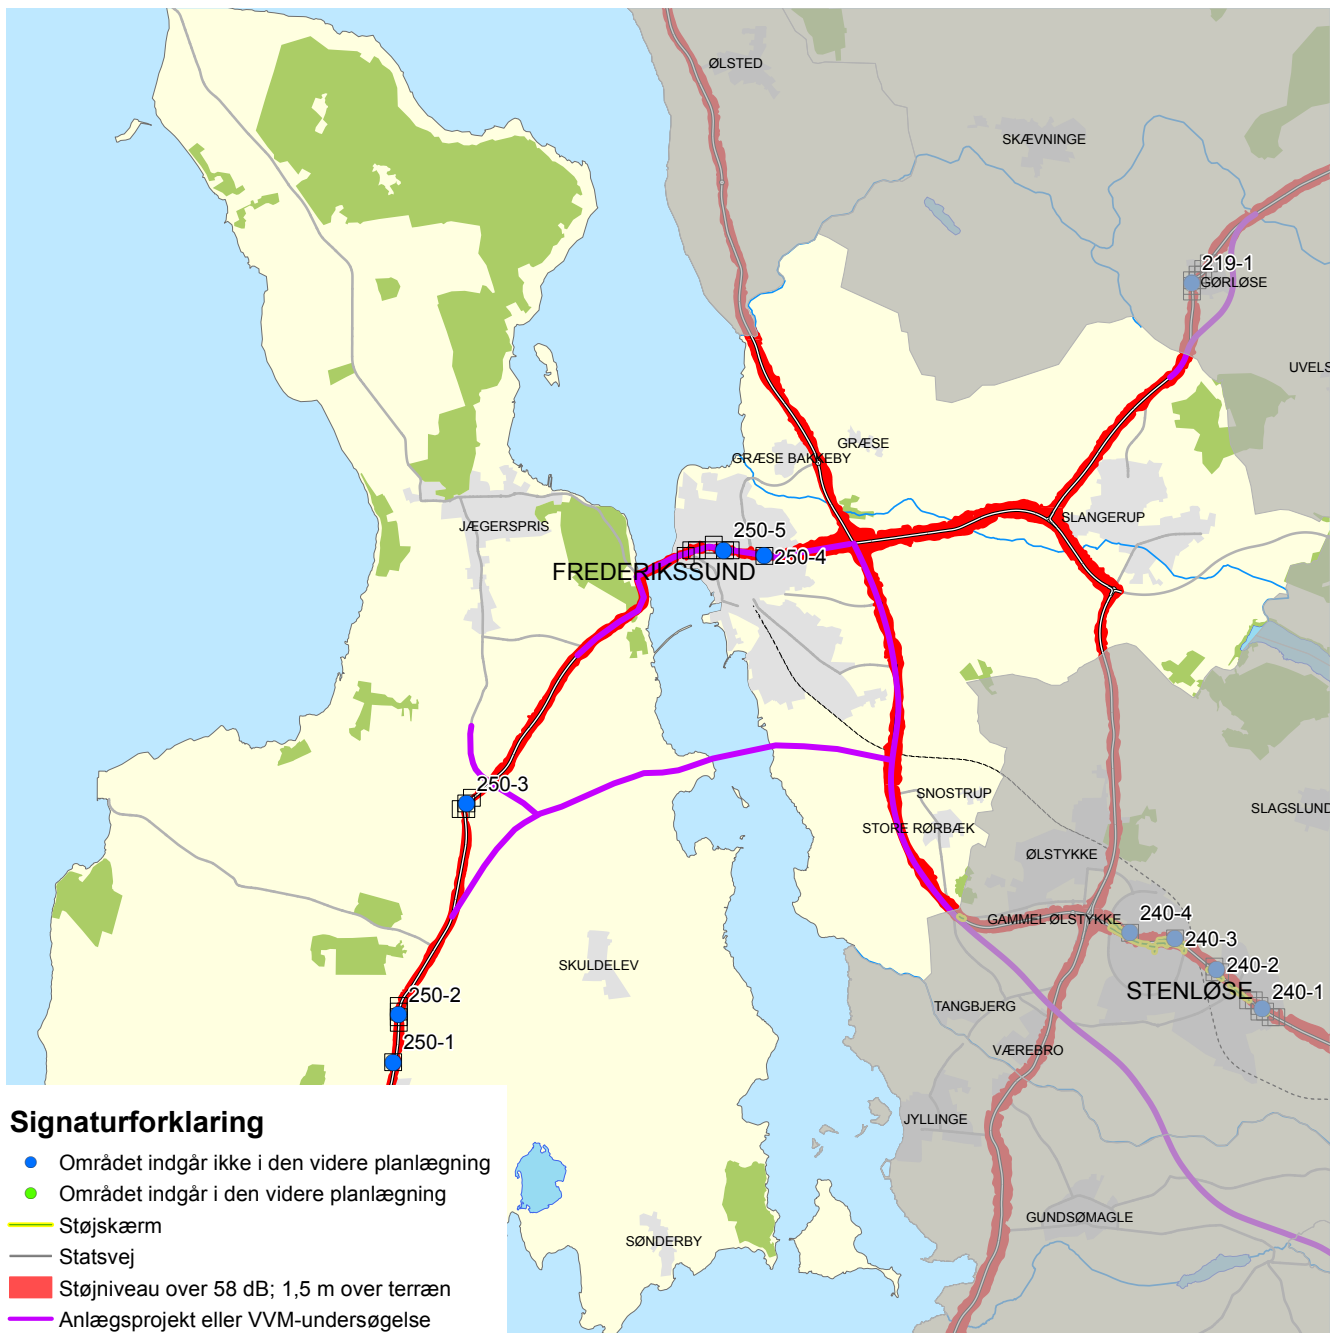 ØLSTED
SKÆVNINGE
219-1
GØRLØSE
UVELS
GRÆSE
GRÆSE BAKKEBY
SLANGERUP
JÆGERSPRIS
250-5
250-4
FREDERIKSSUND
250-3
SNOSTRUP
STORE RØRBÆK
SLAGSLUND
ØLSTYKKE
GAMMEL ØLSTYKKE
240-4
240-3
240-2
STENLØSE
240-1
SKULDELEV
250-2
TANGBJERG
250-1
VÆREBRO
JYLLINGE
GUNDSØMAGLE
SØNDERBY
Signaturforklaring
Området indgår ikke i den videre planlægning
Området indgår i den videre planlægning
Støjskærm
Statsvej
Støjniveau over 58 dB; 1,5 m over terræn
Anlægsprojekt eller VVM-undersøgelse